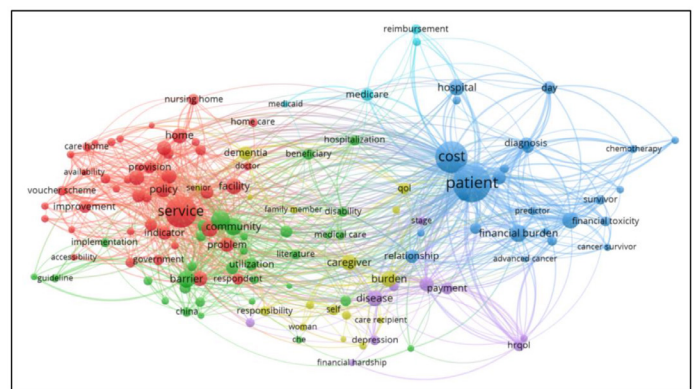 reimbursement
hospital
day
medicare
nursing home
medicaid
home care
home
hospitalization
diagnosis
chemotherapy
care home
dementia
beneficiary
cost
doctor
provision
availability
patient
policy
senior
facility
qol
voucher scheme
survivor
improvement
service
family member
disability
predictor
stage
financial toxicity
community
indicator
medical care
financial burden
implementation
problem
cancer survivor
literature
relationship
accessibility
government
utilization
caregiver
advanced cancer
guideline
barrier
respondent
burden
payment
disease
china
responsibility
self
care recipient
woman
che
depression
hrqol
financial hardship